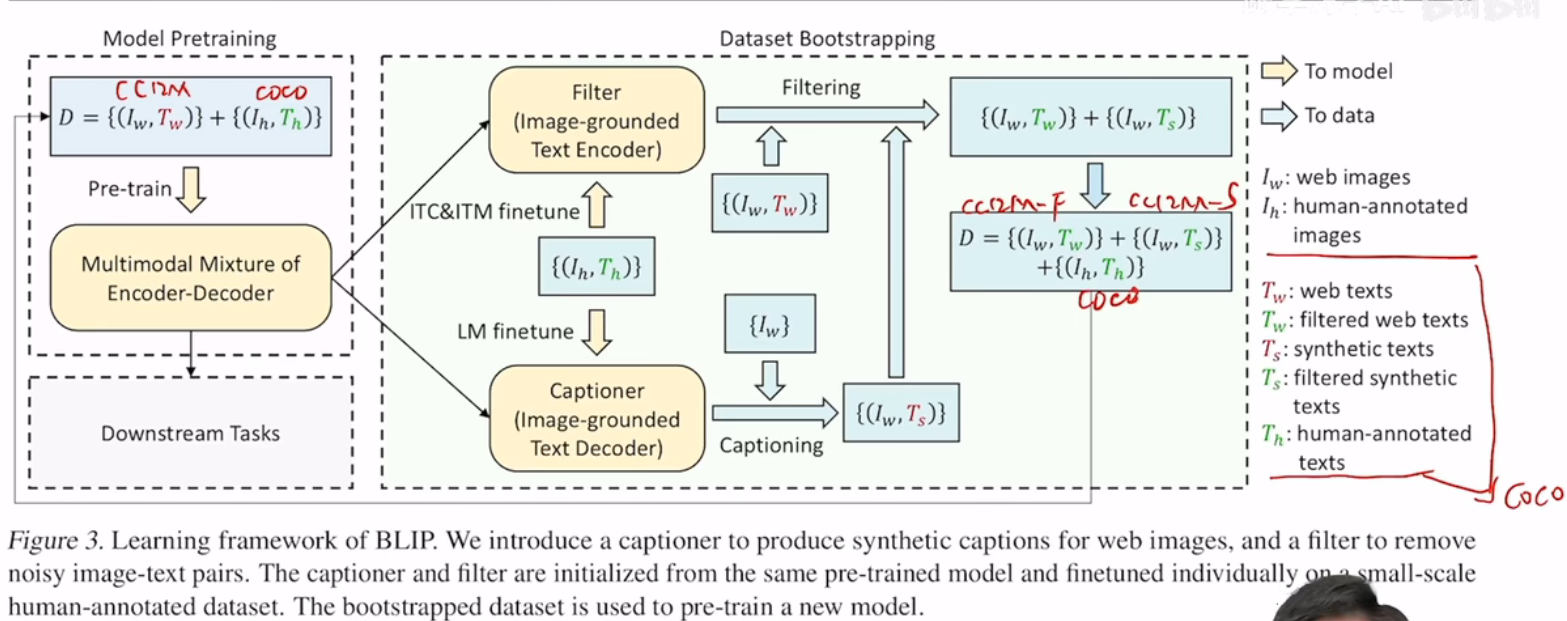 Model Pretraining
Dataset Bootstrapping
CC12M
COCO
D = {(I_w, T_w)} + {(I_h, T_h)}
Pre-train
Multimodal Mixture of
Encoder-Decoder
Downstream Tasks
Filter
(Image-grounded
Text Encoder)
ITC&ITM finetune
{(I_h, T_h)}
LM finetune
Captioner
(Image-grounded
Text Decoder)
Filtering
{(I_w, T_w)}
{I_w}
Captioning
{(I_w, T_s)}
{(I_w, T_w)} + {(I_w, T_s)}
CC12M-F
CC12M-S
D = {(I_w, T_w)} + {(I_w, T_s)}
+{(I_h, T_h)}
COCO
To model
To data
I_w: web images
I_h: human-annotated
images
T_w: web texts
T_w: filtered web texts
T_s: synthetic texts
T_s: filtered synthetic
texts
T_h: human-annotated
texts
COCO
Figure 3. Learning framework of BLIP. We introduce a captioner to produce synthetic captions for web images, and a filter to remove
noisy image-text pairs. The captioner and filter are initialized from the same pre-trained model and finetuned individually on a small-scale
human-annotated dataset. The bootstrapped dataset is used to pre-train a new model.